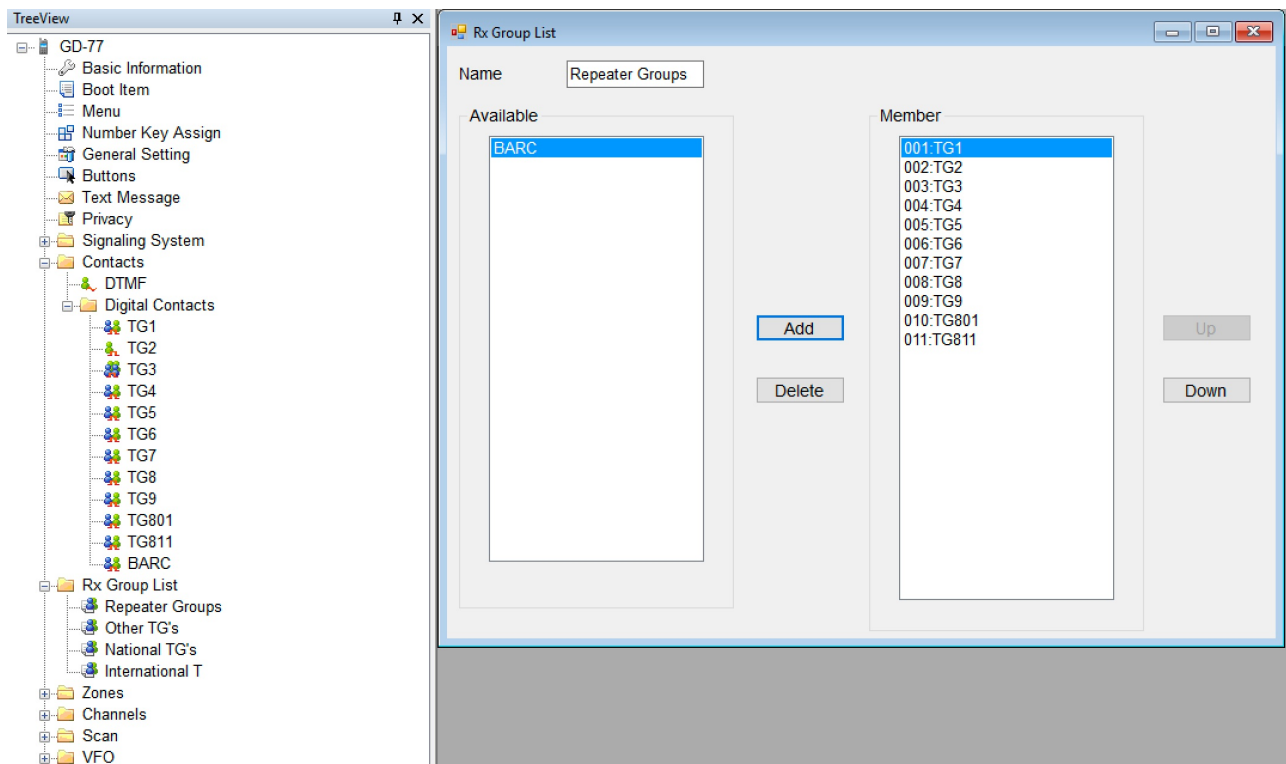 TreeView
GD-77
Basic Information
Boot Item
Menu
Number Key Assign
General Setting
Buttons
Text Message
Privacy
Signaling System
Contacts
DTMF
Digital Contacts
TG1
TG2
TG3
TG4
TG5
TG6
TG7
TG8
TG9
TG801
TG811
BARC
Rx Group List
Repeater Groups
Other TG's
National TG's
International T
Zones
Channels
Scan
VFO
Rx Group List
Name Repeater Groups
Available
BARC
Add
Delete
Member
001:TG1
002:TG2
003:TG3
004:TG4
005:TG5
006:TG6
007:TG7
008:TG8
009:TG9
010:TG801
011:TG811
Up
Down